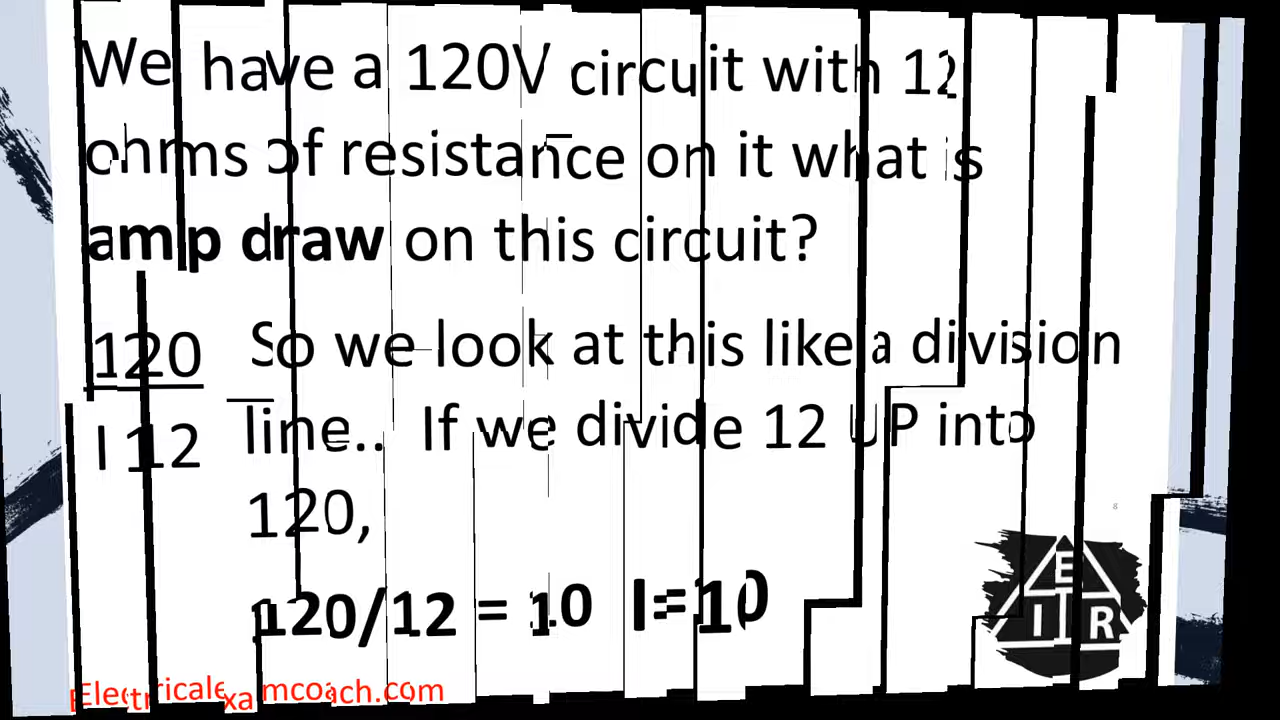 We have a 120V circuit with 12
ohms of resistance on it what is
amp draw on this circuit?
120
I 12
So we look at this like a division
line.. If we divide 12 UP into
120,
120/12 = 10 I=10
8
E
I R
Electricalexamcoach.com